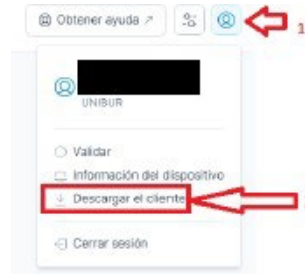 Obtener ayuda ↗
1
UNIBUR
Validar
Información del dispositivo
Descargar el cliente
Cerrar sesión